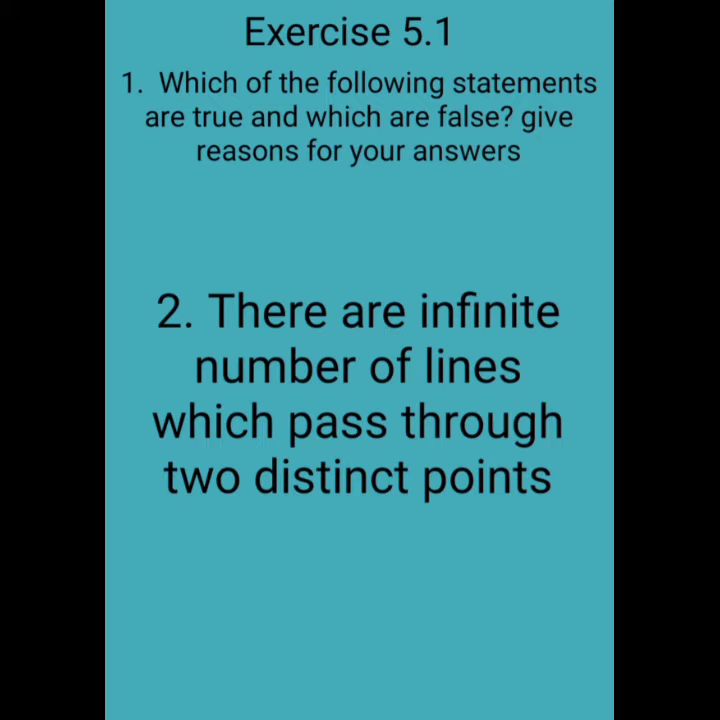 Exercise 5.1
1. Which of the following statements
are true and which are false? give
reasons for your answers
2. There are infinite
number of lines
which pass through
two distinct points